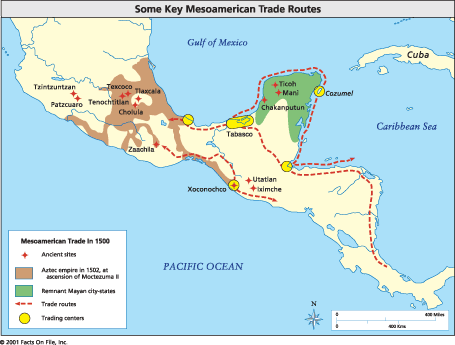 Some Key Mesoamerican Trade Routes
Gulf of Mexico
Cuba
Tzintzuntzan
Patzcuaro
Texcoco
Tlaxcala
Tenochtitlan
Cholula
Ticoh
Mani
Chakanputun
Cozumel
Tabasco
Caribbean Sea
Zaachila
Xoconochco
Utatlan
Iximche
PACIFIC OCEAN
Mesoamerican Trade In 1500
Ancient sites
Aztec empire in 1502, at
ascension of Moctezuma II
Remnant Mayan city-states
Trade routes
Trading centers
N
0 400 Miles
0 400 Kms
© 2001 Facts On File, Inc.